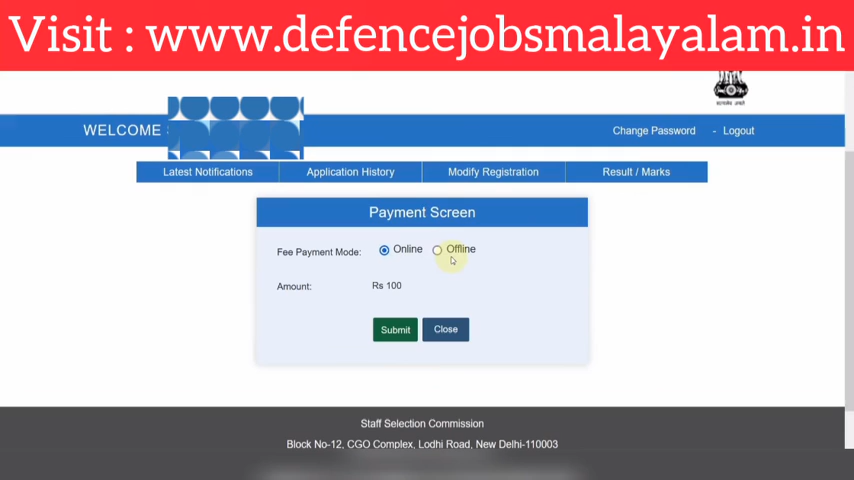 Visit : www.defencejobsmalayalam.in
WELCOME
Change Password - Logout
Latest Notifications Application History Modify Registration Result / Marks
Payment Screen
Fee Payment Mode: Online Offline
Amount: Rs 100
Submit Close
Staff Selection Commission
Block No-12, CGO Complex, Lodhi Road, New Delhi-110003